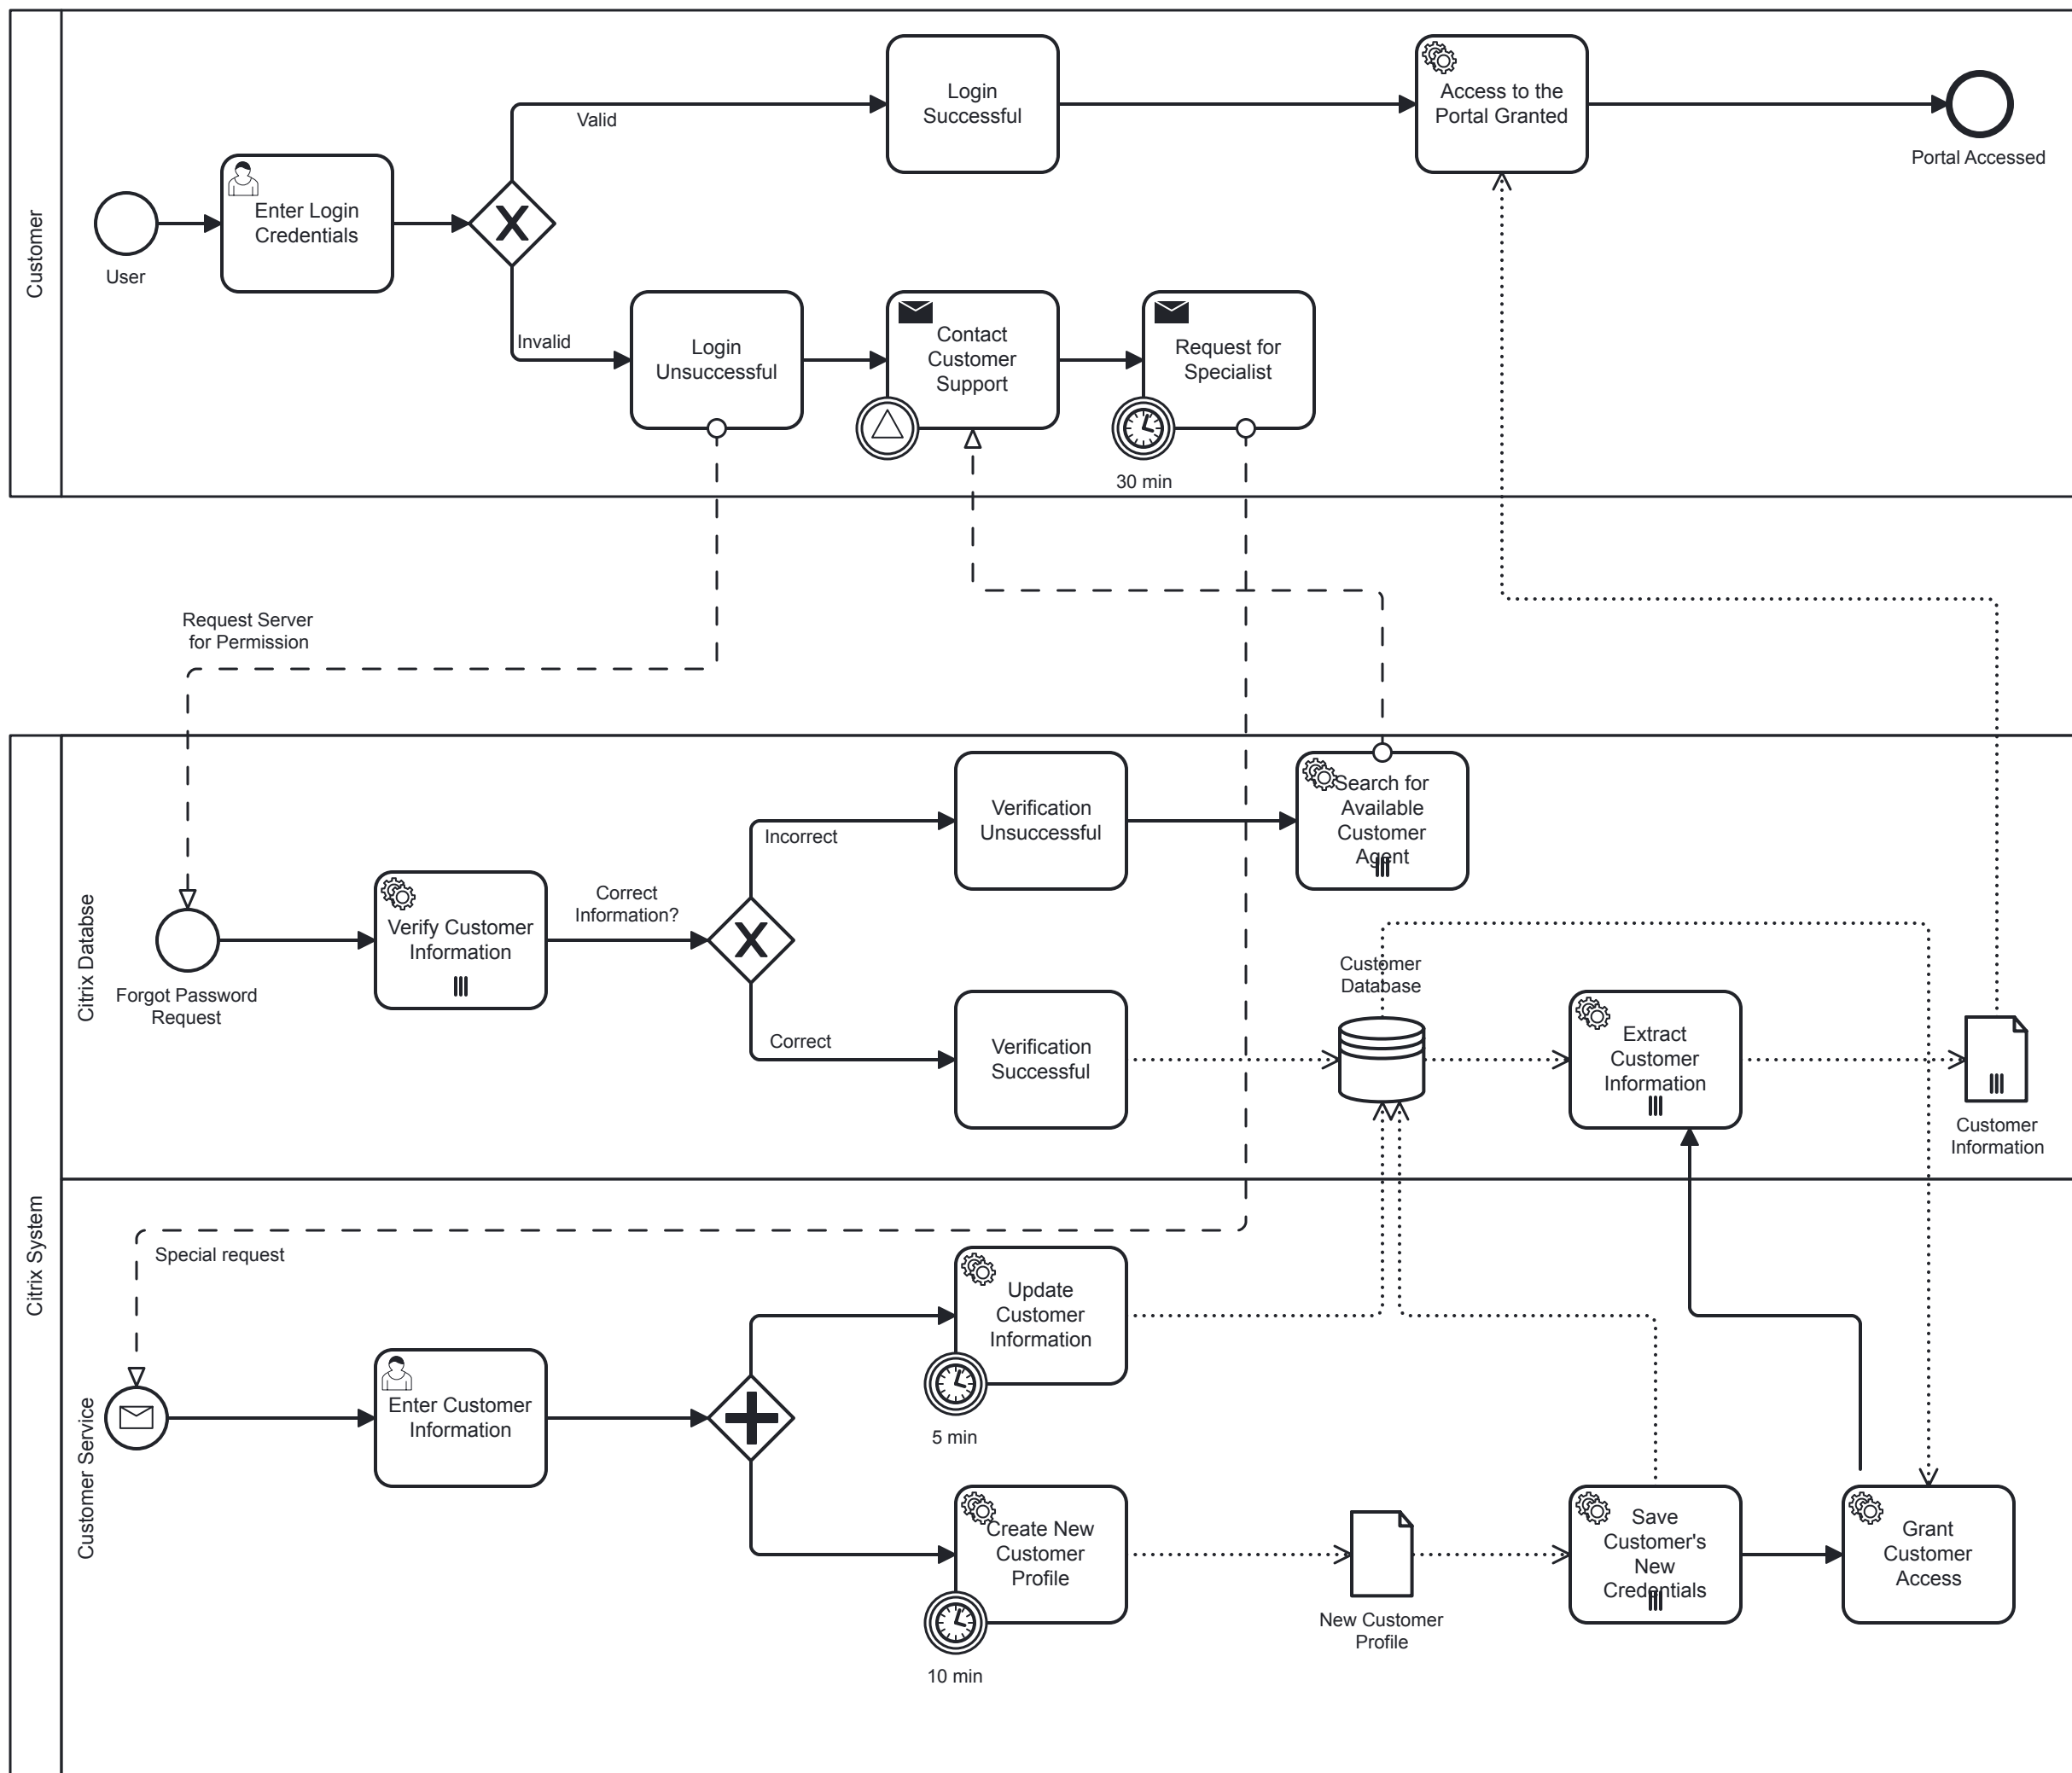 Customer
User
Enter Login
Credentials
Valid
Invalid
Login
Successful
Access to the
Portal Granted
Portal Accessed
Login
Unsuccessful
Contact
Customer
Support
Request for
Specialist
30 min
Request Server
for Permission
Citrix System
Citrix Databse
Forgot Password
Request
Verify Customer
Information
Correct
Information?
Incorrect
Correct
Verification
Unsuccessful
Search for
Available
Customer
Agent
Verification
Successful
Customer
Database
Extract
Customer
Information
Customer
Information
Customer Service
Special request
Enter Customer
Information
Update
Customer
Information
5 min
Create New
Customer
Profile
10 min
New Customer
Profile
Save
Customer's
New
Credentials
Grant
Customer
Access